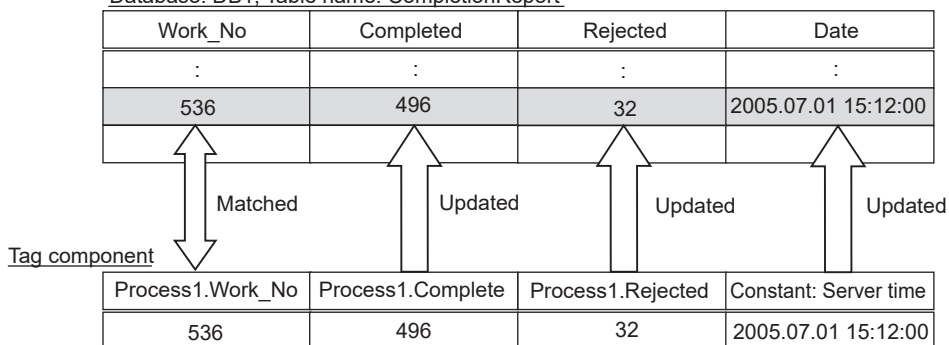 Database: DB1, Table name: CompletionReport
Work_No Completed Rejected Date
: : : :
536 496 32 2005.07.01 15:12:00
Matched Updated Updated Updated
Tag component
Process1.Work_No Process1.Complete Process1.Rejected Constant: Server time
536 496 32 2005.07.01 15:12:00